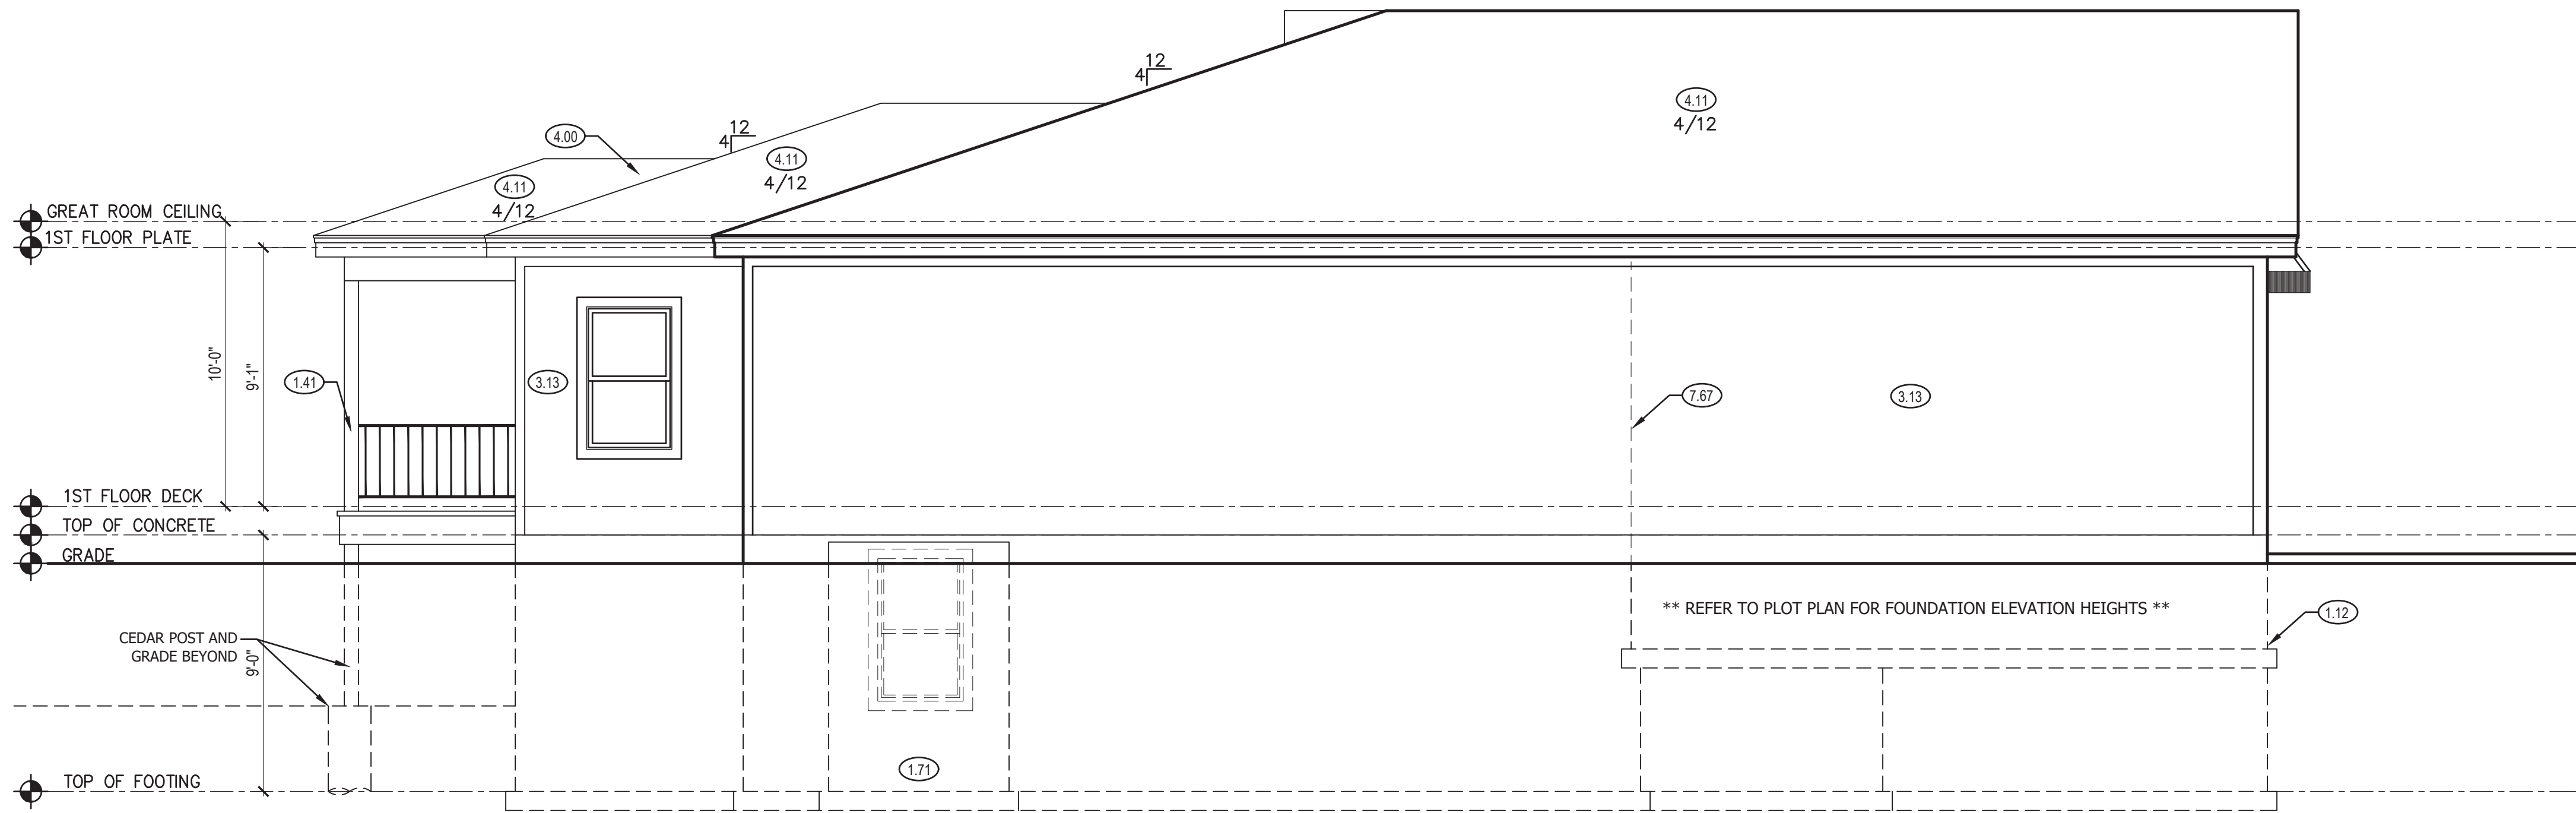 12
4
4.11
4/12
12
4
4.00
4.11
4/12
4.11
4/12
GREAT ROOM CEILING
1ST FLOOR PLATE
10'-0"
9'-1"
1.41
3.13
7.67
3.13
1ST FLOOR DECK
TOP OF CONCRETE
GRADE
** REFER TO PLOT PLAN FOR FOUNDATION ELEVATION HEIGHTS **
1.12
CEDAR POST AND
GRADE BEYOND
9'-0"
1.71
TOP OF FOOTING